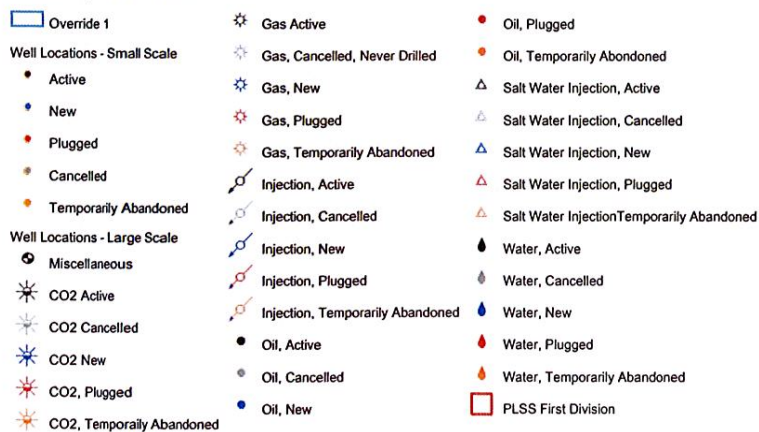 Override 1
Well Locations - Small Scale
Active
New
Plugged
Cancelled
Temporarily Abandoned
Well Locations - Large Scale
Miscellaneous
CO2 Active
CO2 Cancelled
CO2 New
CO2, Plugged
CO2, Temporaily Abandoned
Gas Active
Gas, Cancelled, Never Drilled
Gas, New
Gas, Plugged
Gas, Temporarily Abandoned
Injection, Active
Injection, Cancelled
Injection, New
Injection, Plugged
Injection, Temporarily Abandoned
Oil, Active
Oil, Cancelled
Oil, New
Oil, Plugged
Oil, Temporarily Abondoned
Salt Water Injection, Active
Salt Water Injection, Cancelled
Salt Water Injection, New
Salt Water Injection, Plugged
Salt Water InjectionTemporarily Abandoned
Water, Active
Water, Cancelled
Water, New
Water, Plugged
Water, Temporarily Abandoned
PLSS First Division